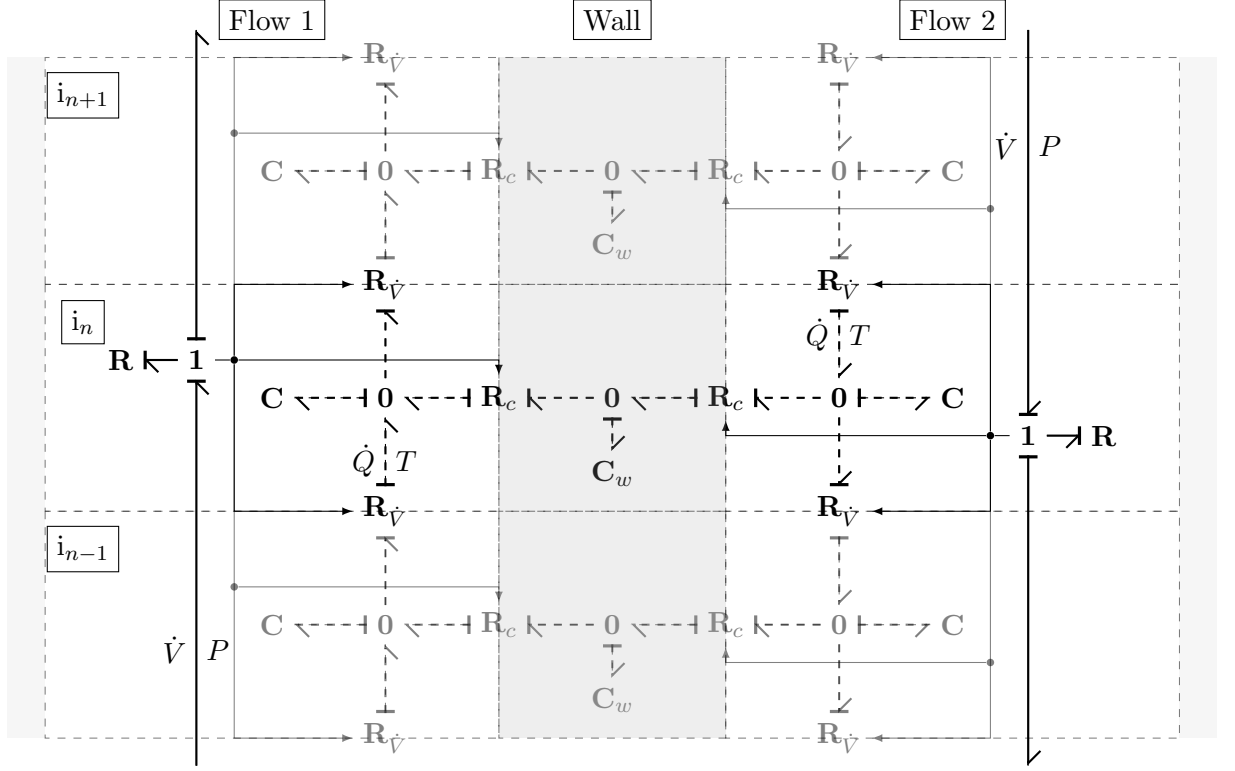 Flow 1 Wall Flow 2
R_V̇ R_V̇
i_{n+1}
V̇ P
C 0 R_c 0 R_c 0 C
C_w
R_V̇ R_V̇
i_n
Q̇ T
R 1
C 0 R_c 0 R_c 0 C
1 R
Q̇ T
C_w
R_V̇ R_V̇
i_{n−1}
C 0 R_c 0 R_c 0 C
V̇ P
C_w
R_V̇ R_V̇